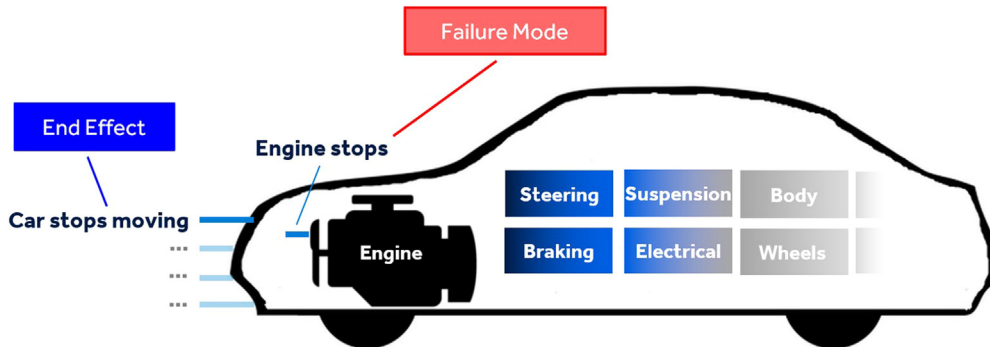 Failure Mode
End Effect
Engine stops
Car stops moving
...
...
...
Engine
Steering
Suspension
Body
Braking
Electrical
Wheels